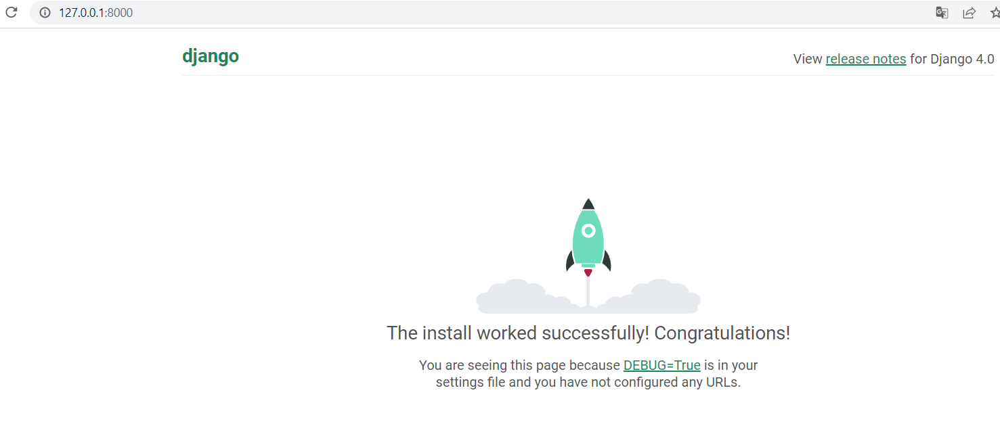 127.0.0.1:8000
django
View release notes for Django 4.0
The install worked successfully! Congratulations!
You are seeing this page because DEBUG=True is in your
settings file and you have not configured any URLs.